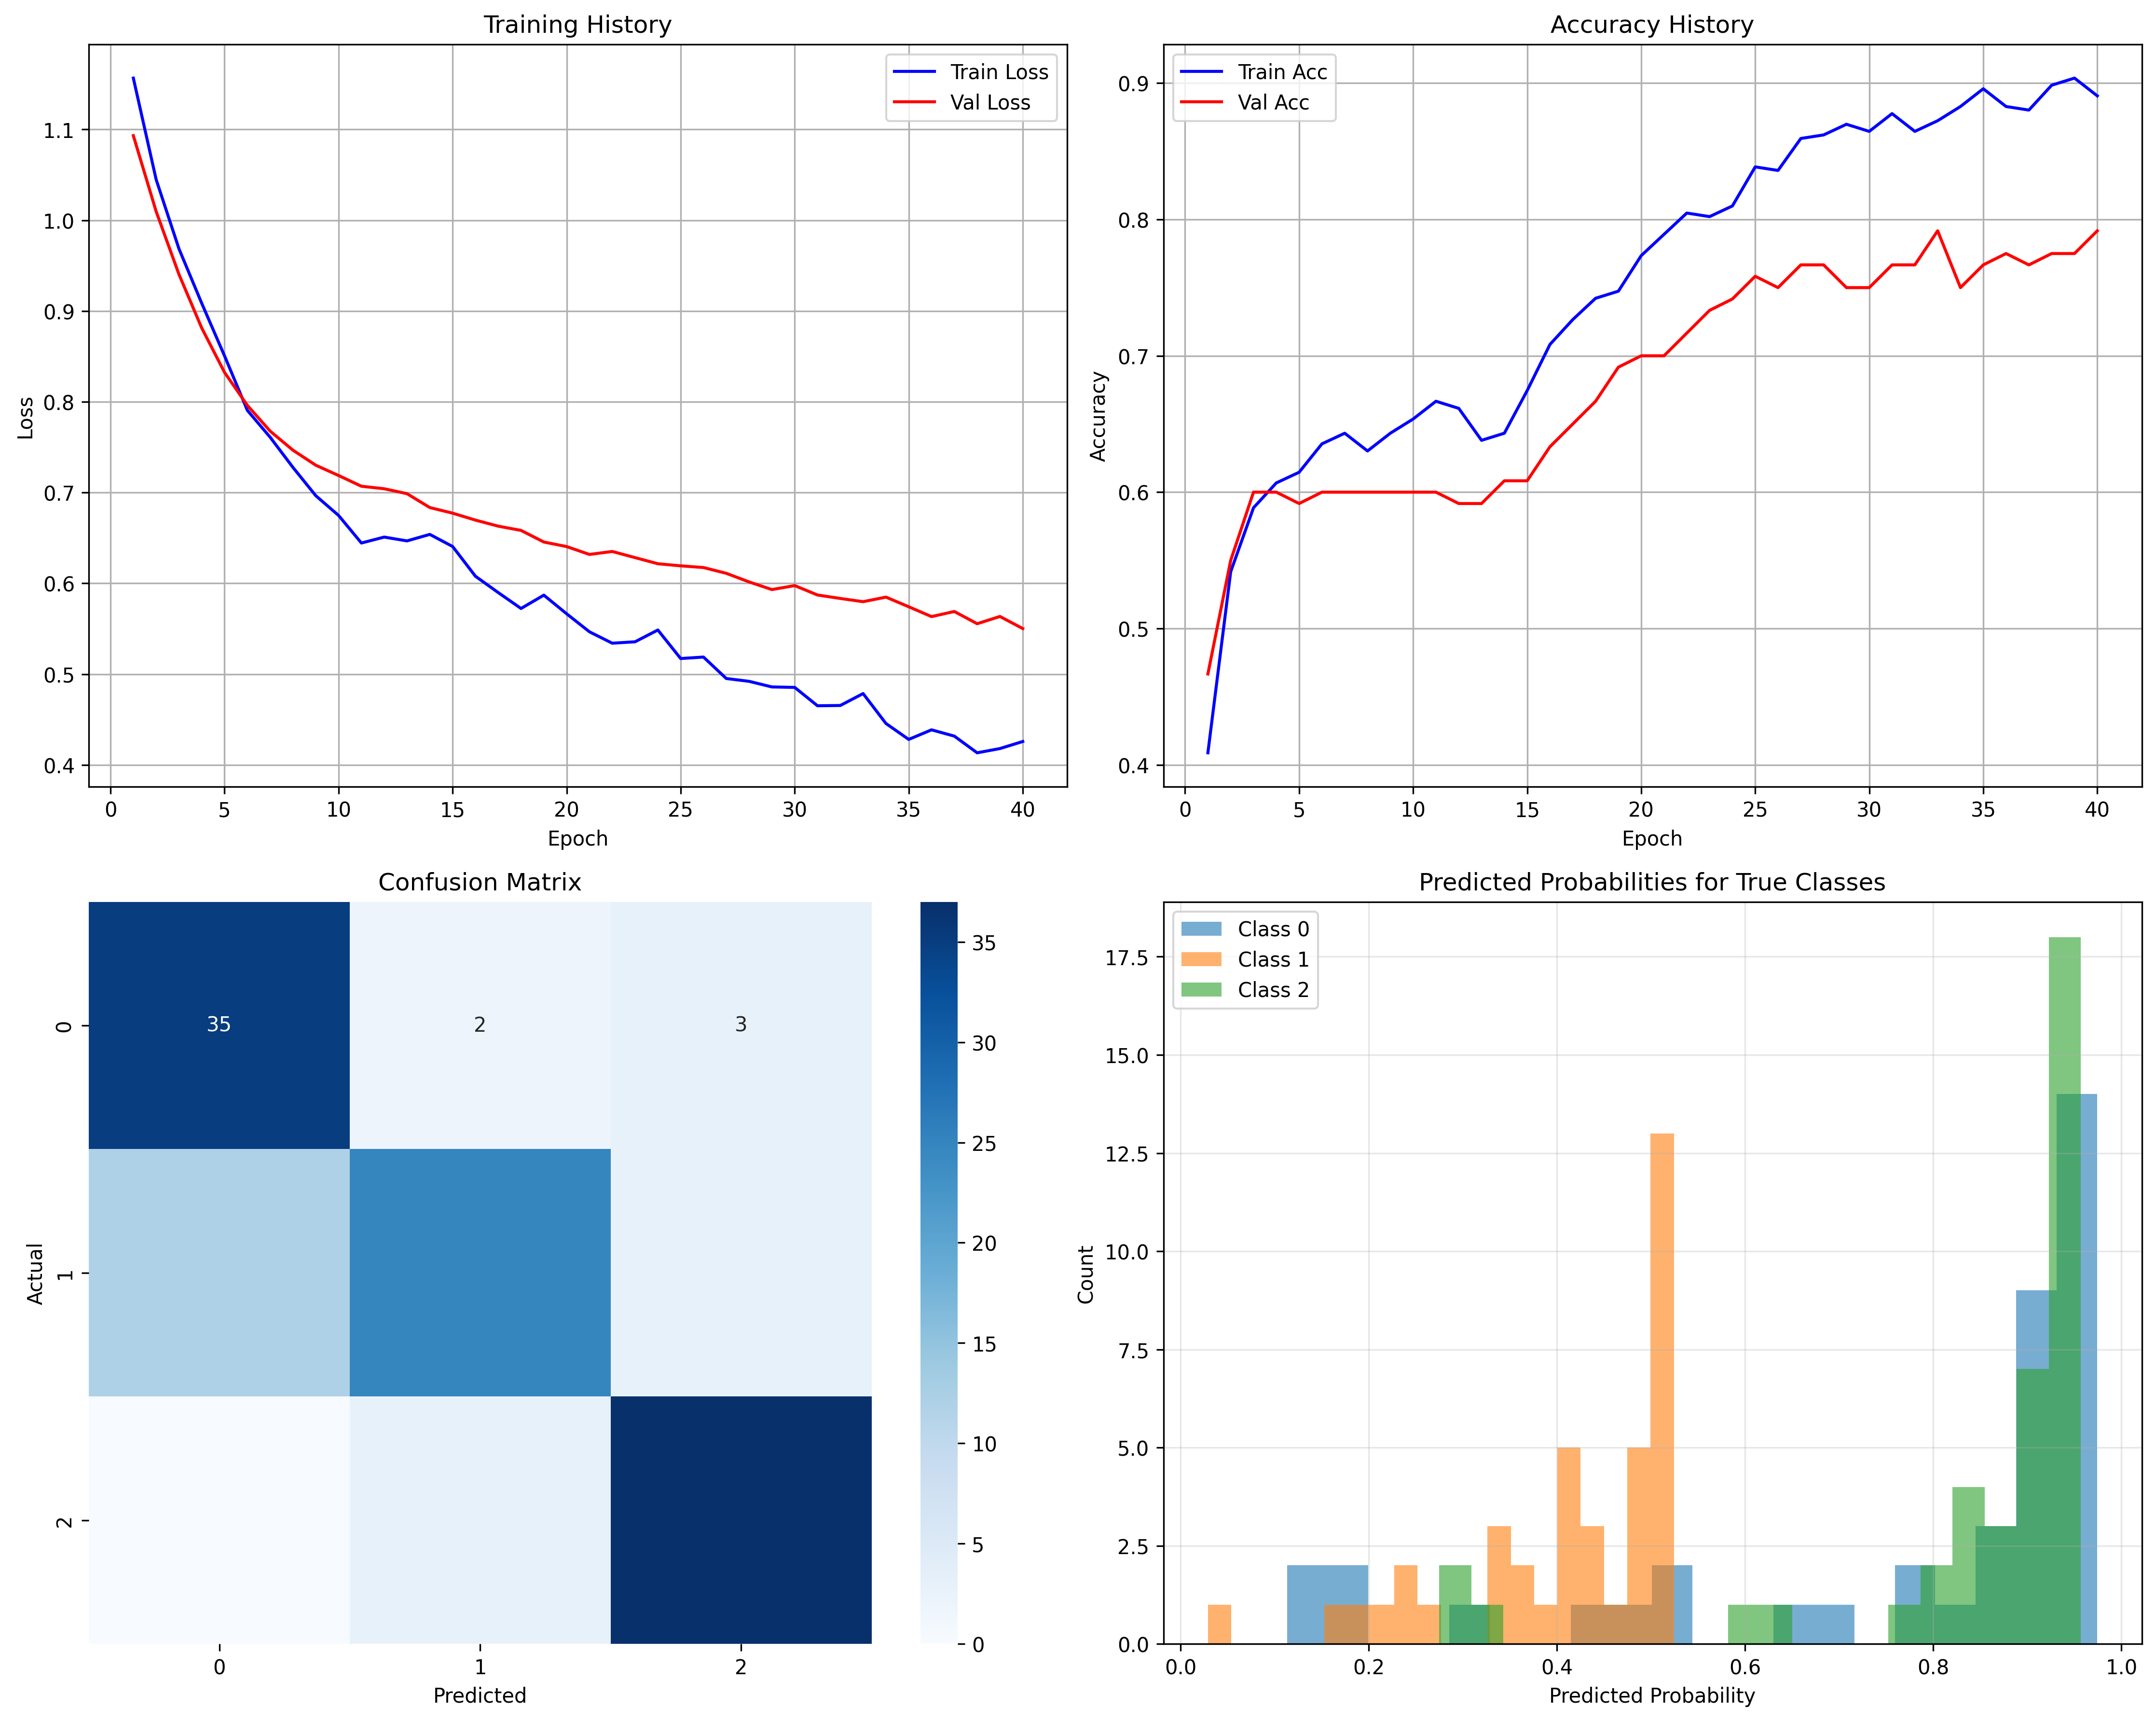 Training History
Train Loss
Val Loss
1.1
1.0
0.9
0.8
0.7
0.6
0.5
0.4
Loss
0 5 10 15 20 25 30 35 40
Epoch
Accuracy History
Train Acc
Val Acc
0.9
0.8
0.7
0.6
0.5
0.4
Accuracy
0 5 10 15 20 25 30 35 40
Epoch
Confusion Matrix
35 2 3
0
1
2
Actual
0 1 2
Predicted
35
30
25
20
15
10
5
0
Predicted Probabilities for True Classes
Class 0
Class 1
Class 2
17.5
15.0
12.5
10.0
7.5
5.0
2.5
0.0
Count
0.0 0.2 0.4 0.6 0.8 1.0
Predicted Probability